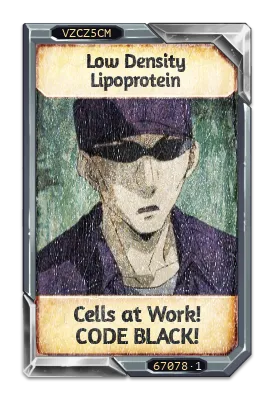 VZCZ5CM
Low Density
Lipoprotein
Cells at Work!
CODE BLACK!
67078·1